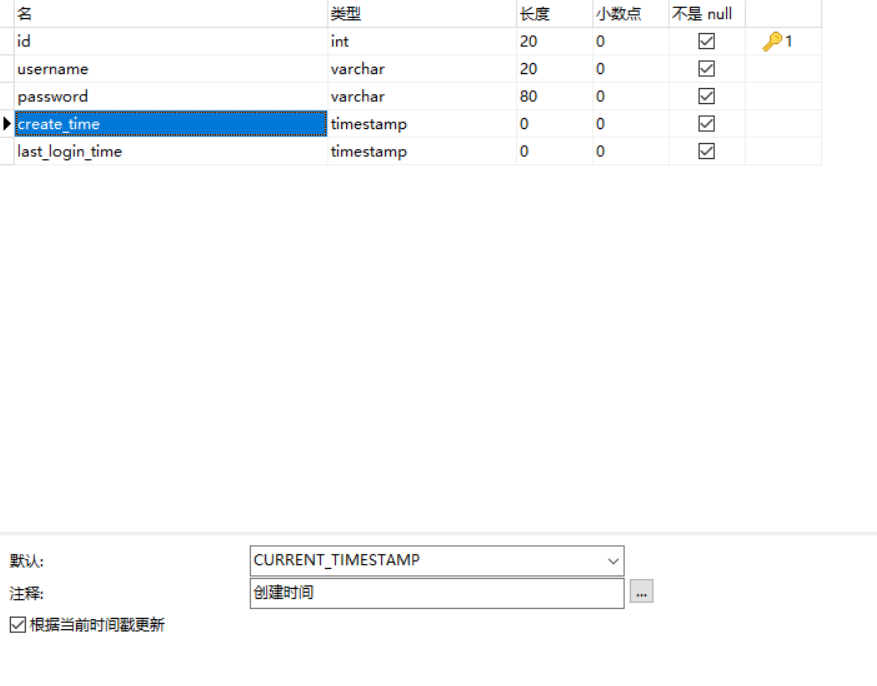 名 类型 长度 小数点 不是 null
id int 20 0 1
username varchar 20 0
password varchar 80 0
create_time timestamp 0 0
last_login_time timestamp 0 0
默认: CURRENT_TIMESTAMP
注释: 创建时间 ...
根据当前时间戳更新